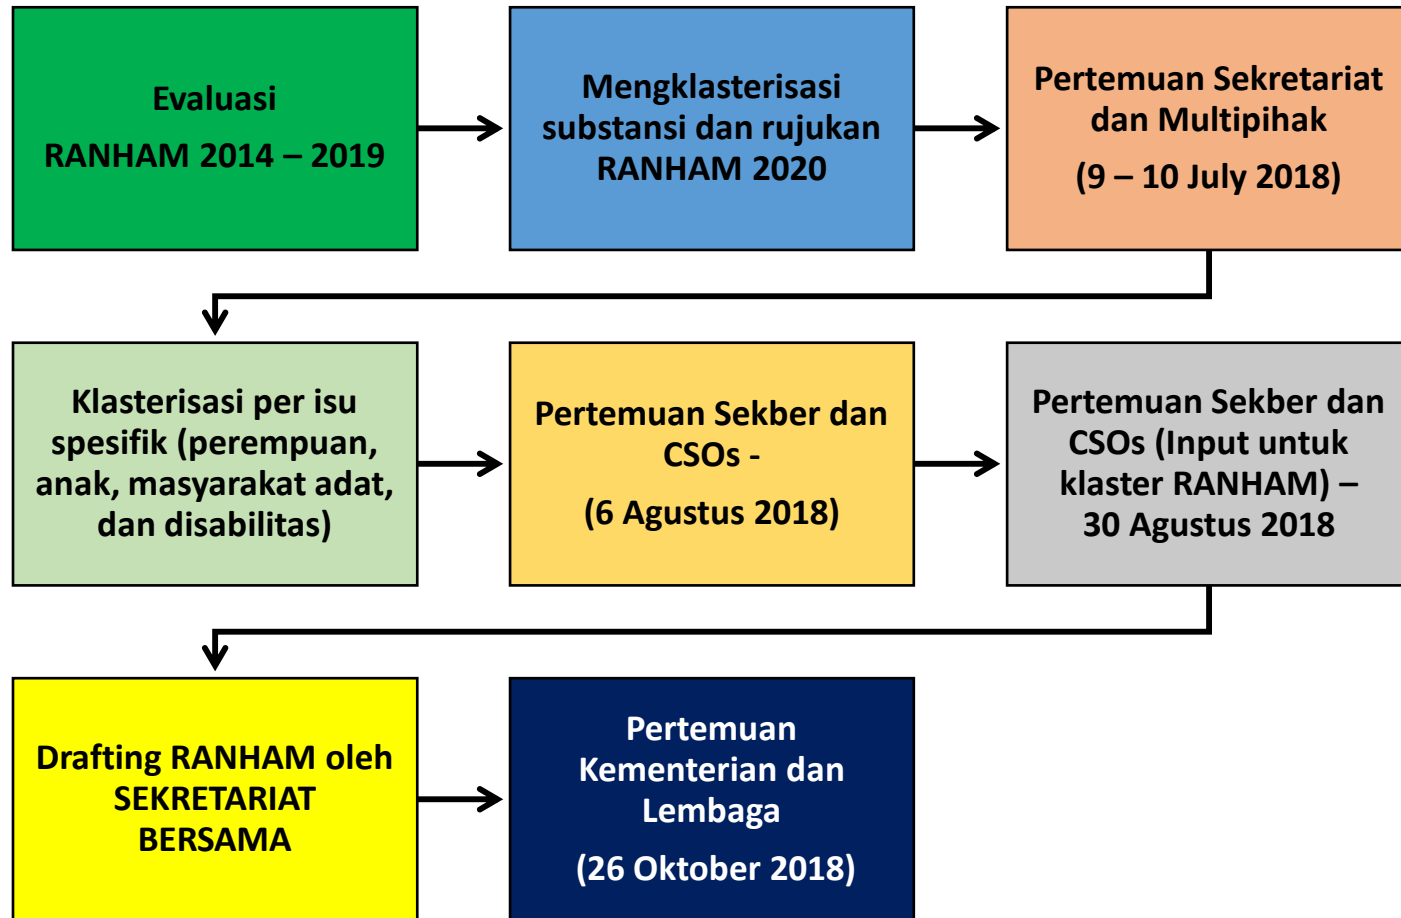 Evaluasi
RANHAM 2014 – 2019
Mengklasterisasi
substansi dan rujukan
RANHAM 2020
Pertemuan Sekretariat
dan Multipihak
(9 – 10 July 2018)
Klasterisasi per isu
spesifik (perempuan,
anak, masyarakat adat,
dan disabilitas)
Pertemuan Sekber dan
CSOs -
(6 Agustus 2018)
Pertemuan Sekber dan
CSOs (Input untuk
klaster RANHAM) –
30 Agustus 2018
Drafting RANHAM oleh
SEKRETARIAT
BERSAMA
Pertemuan
Kementerian dan
Lembaga
(26 Oktober 2018)